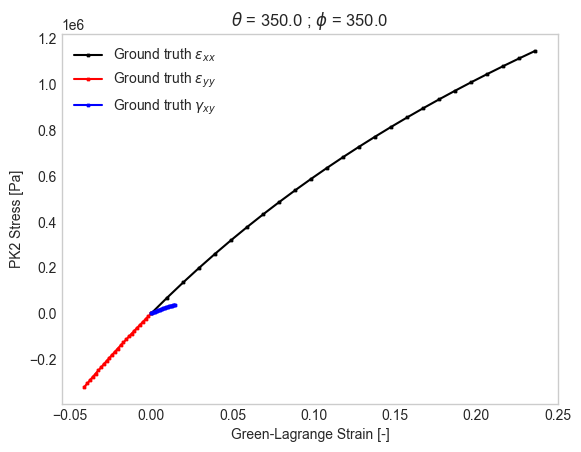 θ = 350.0 ; ϕ = 350.0
1e6
Ground truth εxx
Ground truth εyy
Ground truth γxy
1.2
1.0
0.8
0.6
0.4
0.2
0.0
−0.2
PK2 Stress [Pa]
−0.05 0.00 0.05 0.10 0.15 0.20 0.25
Green-Lagrange Strain [-]